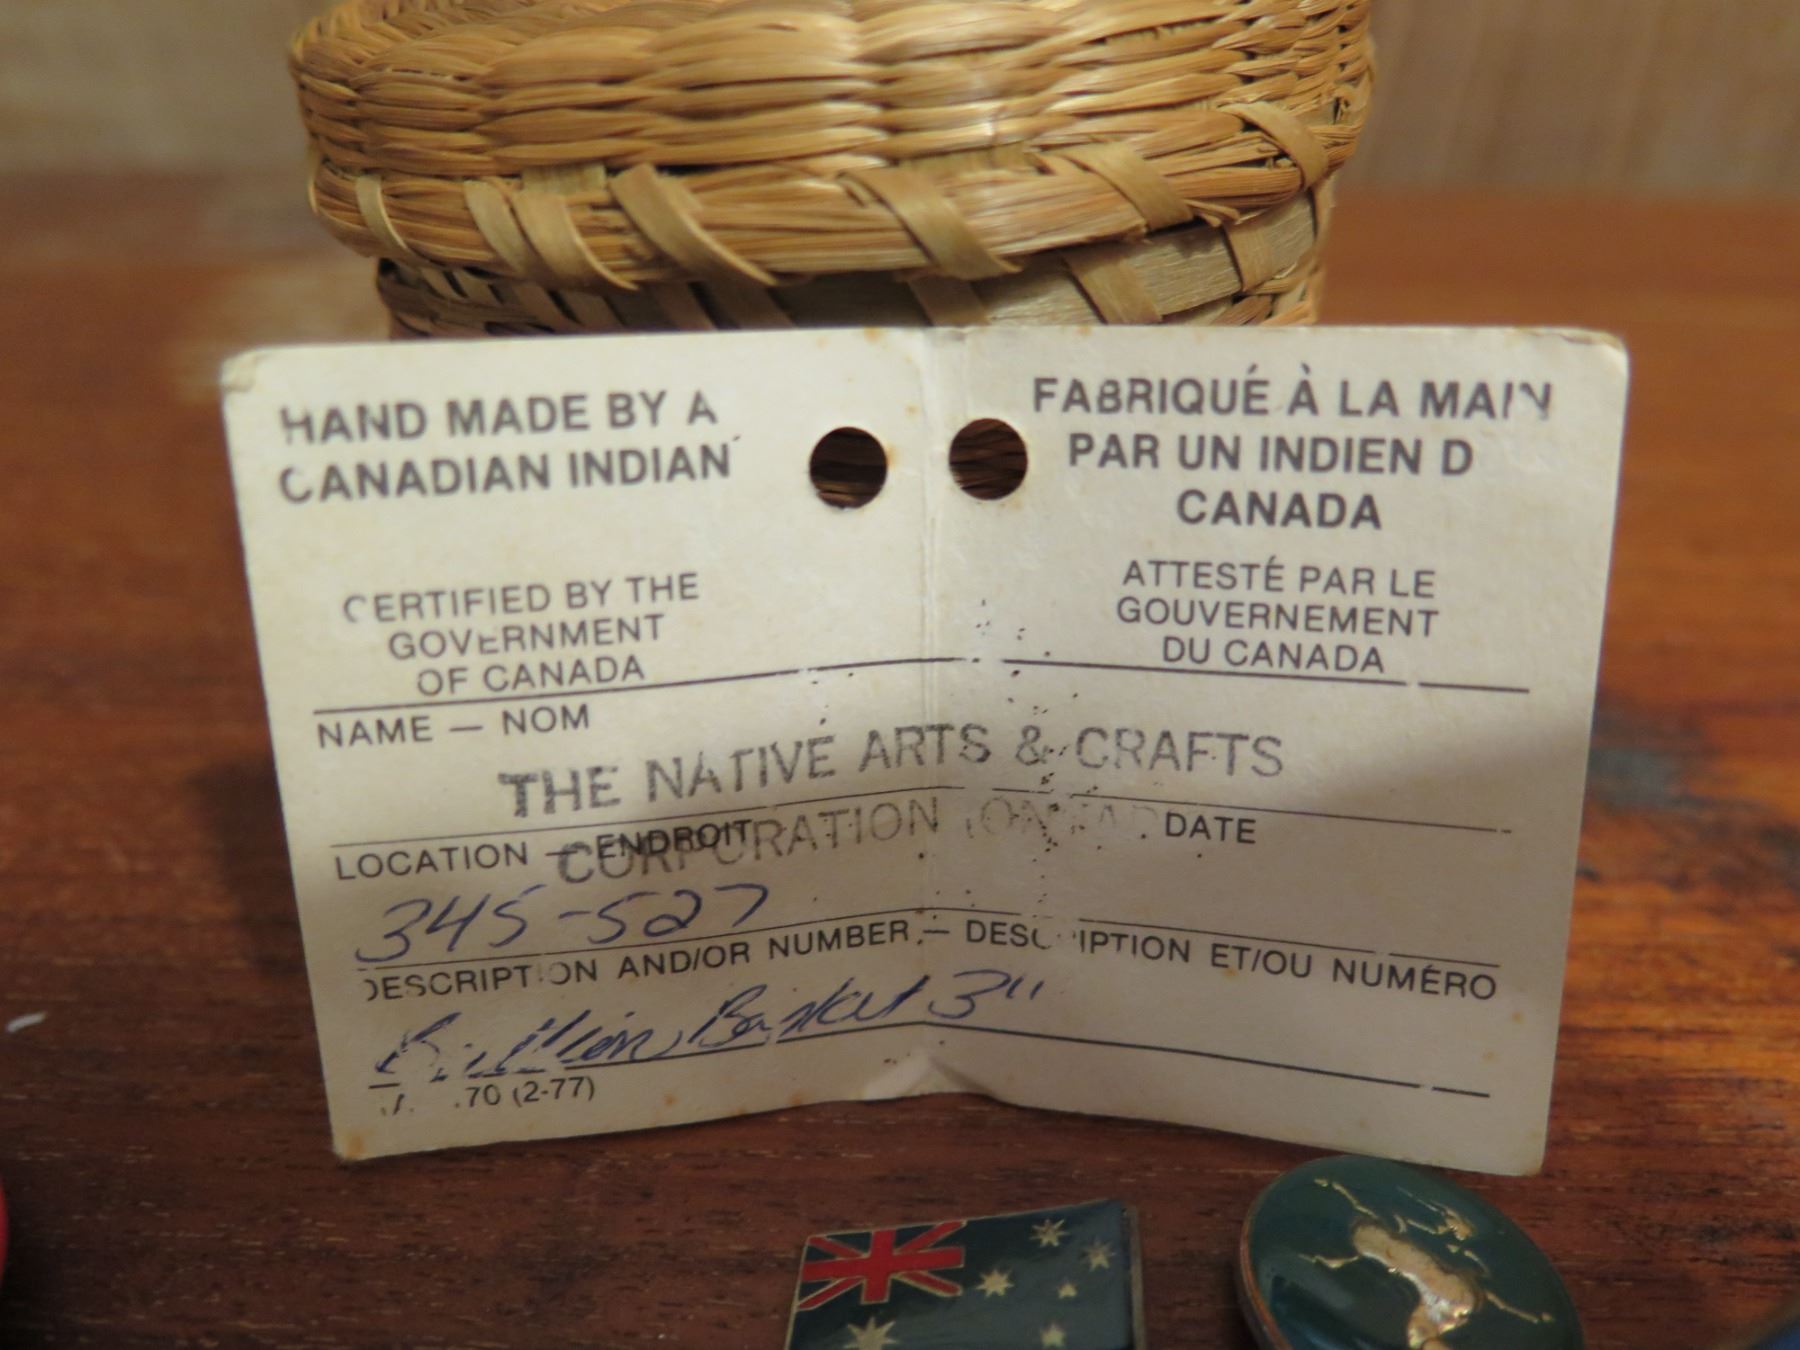 HAND MADE BY A
CANADIAN INDIAN
CERTIFIED BY THE
GOVERNMENT
OF CANADA
FABRIQUÉ À LA MAIN
PAR UN INDIEN D
CANADA
ATTESTÉ PAR LE
GOUVERNEMENT
DU CANADA
NAME — NOM
THE NATIVE ARTS & CRAFTS
CORPORATION
LOCATION — ENDROIT
DATE
345-527
DESCRIPTION AND/OR NUMBER — DESCRIPTION ET/OU NUMÉRO
Basket 3"
70 (2-77)